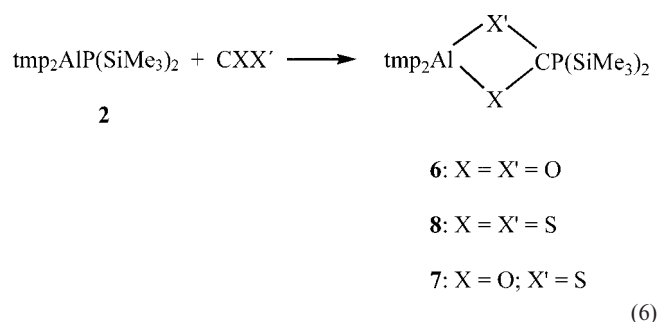 X'
tmp₂AlP(SiMe₃)₂ + CXX´ ⟶ tmp₂Al CP(SiMe₃)₂
X
2
6: X = X' = O
8: X = X' = S
7: X = O; X' = S
(6)